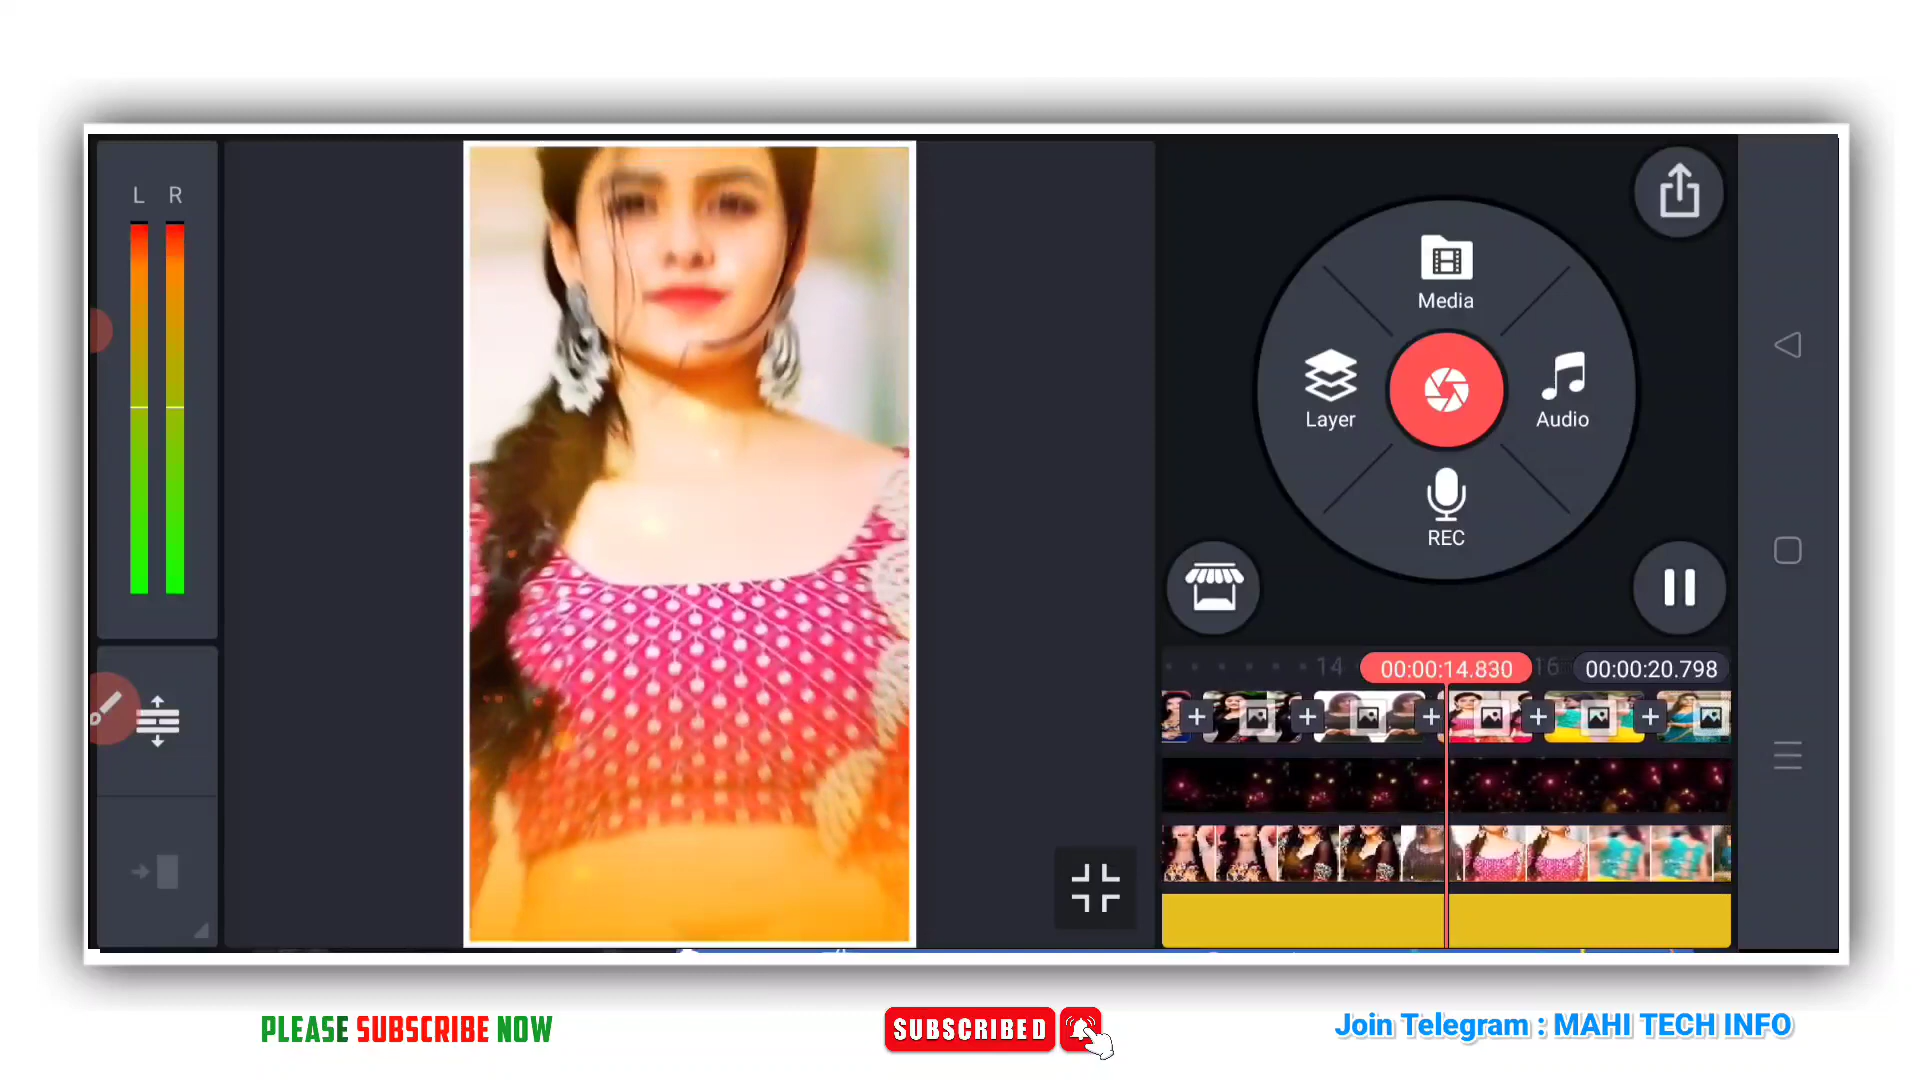 L R
Media
Layer
Audio
REC
14 00:00:14.830 16 00:00:20.798
PLEASE SUBSCRIBE NOW
SUBSCRIBED
Join Telegram : MAHI TECH INFO